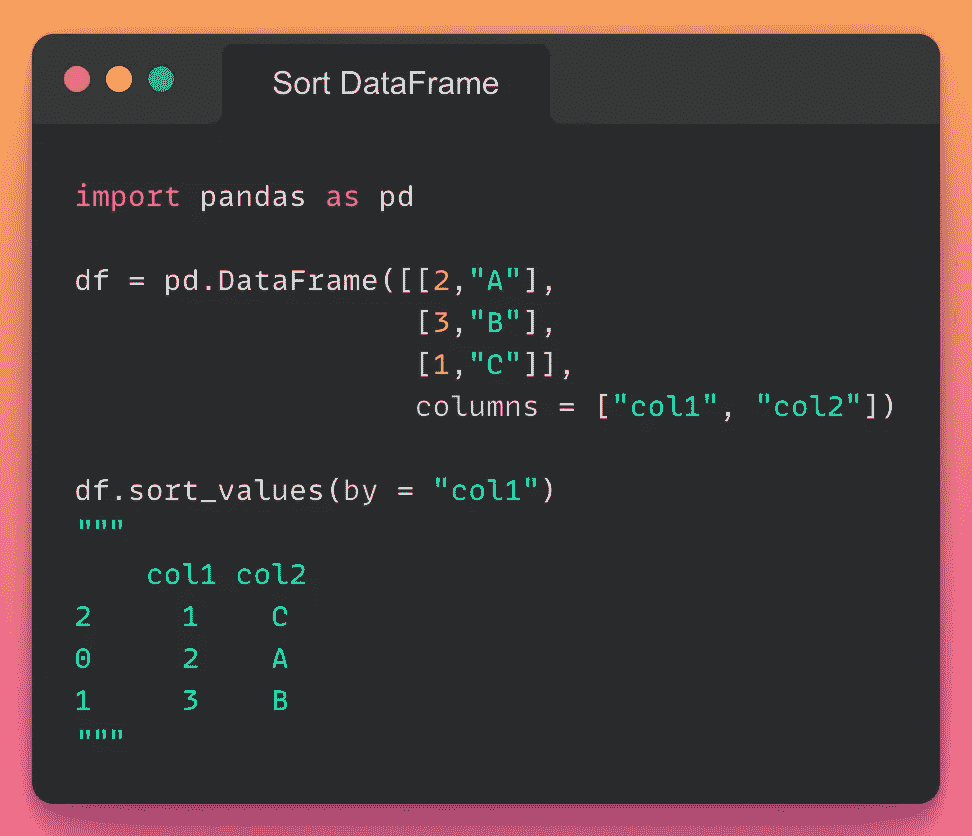 Sort DataFrame
import pandas as pd
df = pd.DataFrame([[2,"A"],
                   [3,"B"],
                   [1,"C"]],
                   columns = ["col1", "col2"])
df.sort_values(by = "col1")
"""
    col1 col2
2     1    C
0     2    A
1     3    B
"""